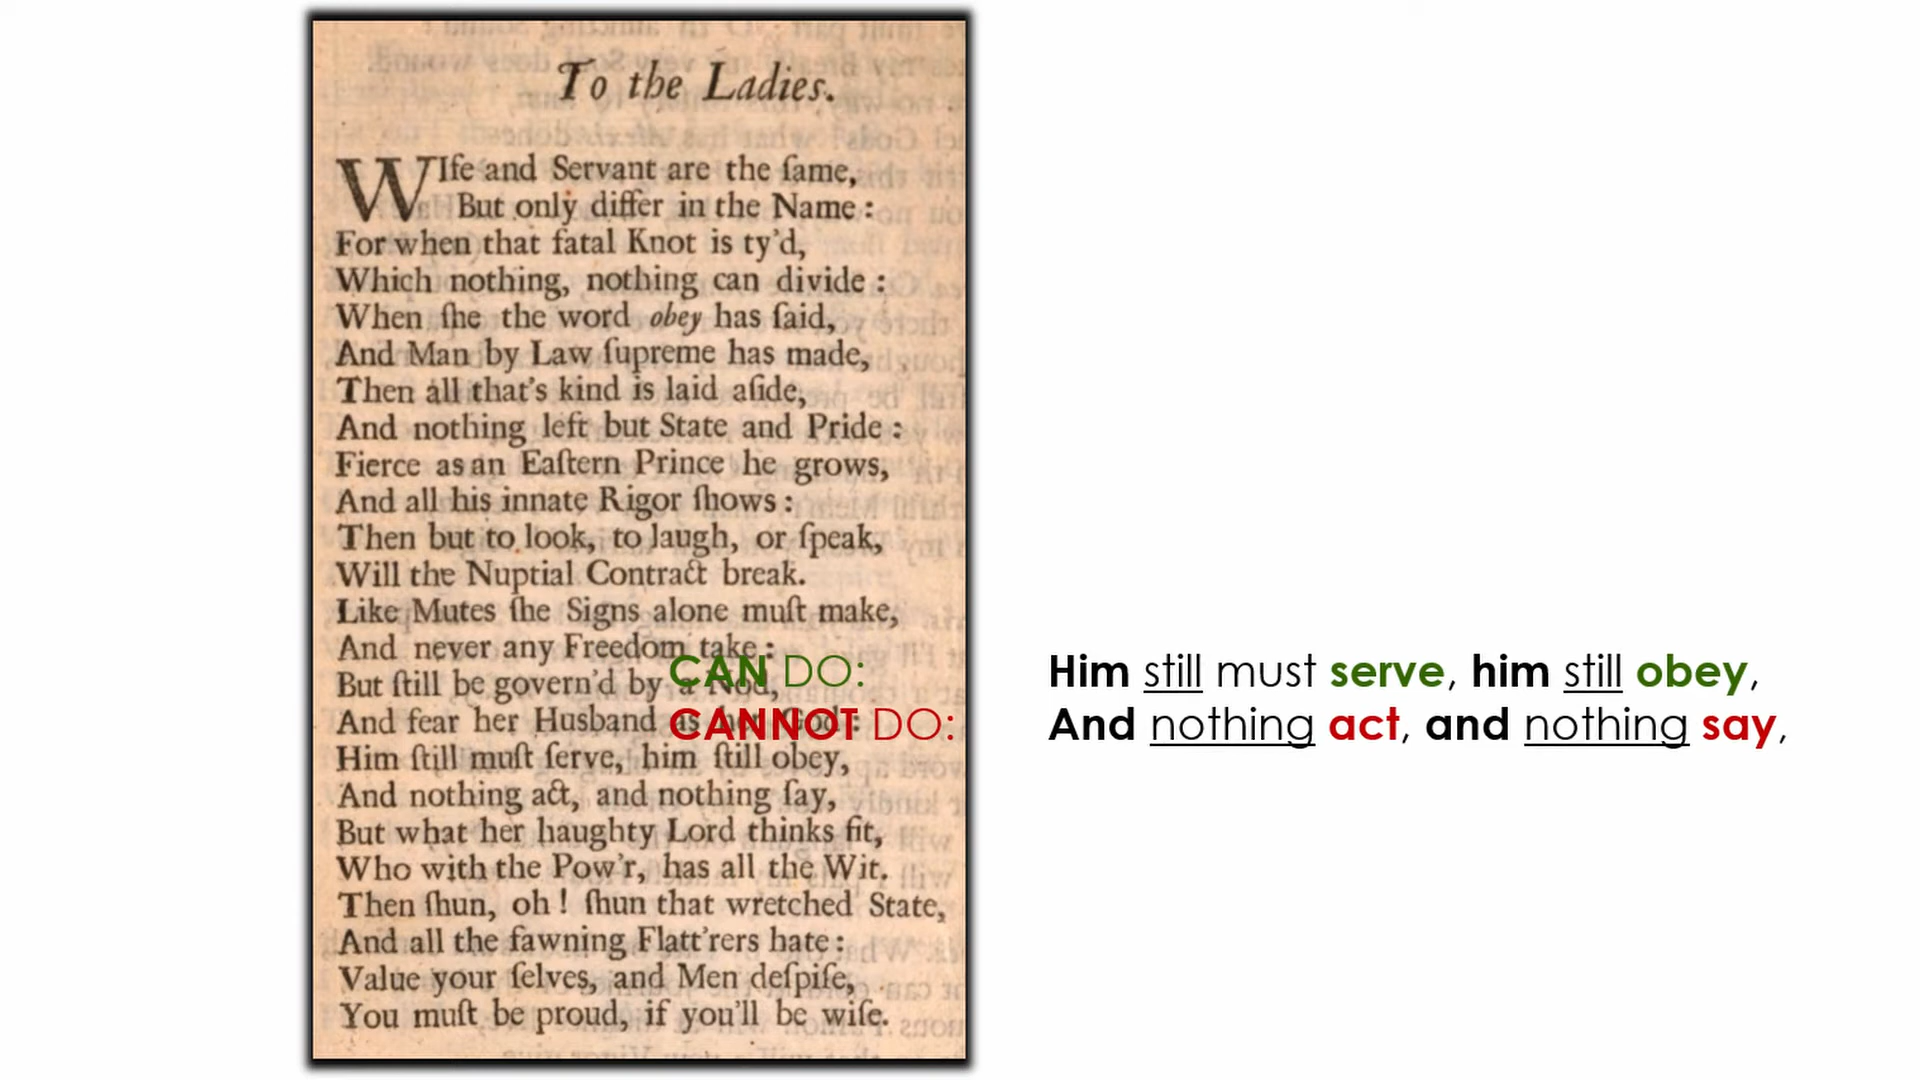 To the Ladies.
WIfe and Servant are the ſame,
But only differ in the Name:
For when that fatal Knot is ty'd,
Which nothing, nothing can divide:
When ſhe the word obey has ſaid,
And Man by Law ſupreme has made,
Then all that's kind is laid aſide,
And nothing left but State and Pride:
Fierce as an Eaſtern Prince he grows,
And all his innate Rigor ſhows:
Then but to look, to laugh, or ſpeak,
Will the Nuptial Contract break.
Like Mutes ſhe Signs alone muſt make,
And never any Freedom take:
But ſtill be govern'd by a Nod,
And fear her Husband as her God:
Him ſtill muſt ſerve, him ſtill obey,
And nothing act, and nothing ſay,
But what her haughty Lord thinks fit,
Who with the Pow'r, has all the Wit.
Then ſhun, oh! ſhun that wretched State,
And all the fawning Flatt'rers hate:
Value your ſelves, and Men deſpiſe,
You muſt be proud, if you'll be wiſe.
CAN DO:
CANNOT DO:
Him still must serve, him still obey,
And nothing act, and nothing say,